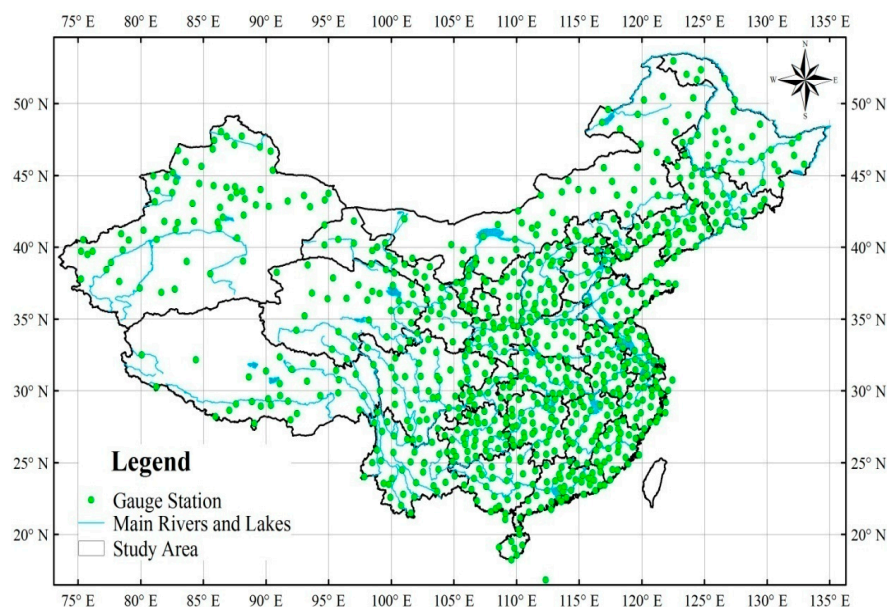 75° E 80° E 85° E 90° E 95° E 100° E 105° E 110° E 115° E 120° E 125° E 130° E 135° E
N
W E
S
50° N 50° N
45° N 45° N
40° N 40° N
35° N 35° N
30° N 30° N
25° N 25° N
20° N 20° N
Legend
Gauge Station
Main Rivers and Lakes
Study Area
75° E 80° E 85° E 90° E 95° E 100° E 105° E 110° E 115° E 120° E 125° E 130° E 135° E